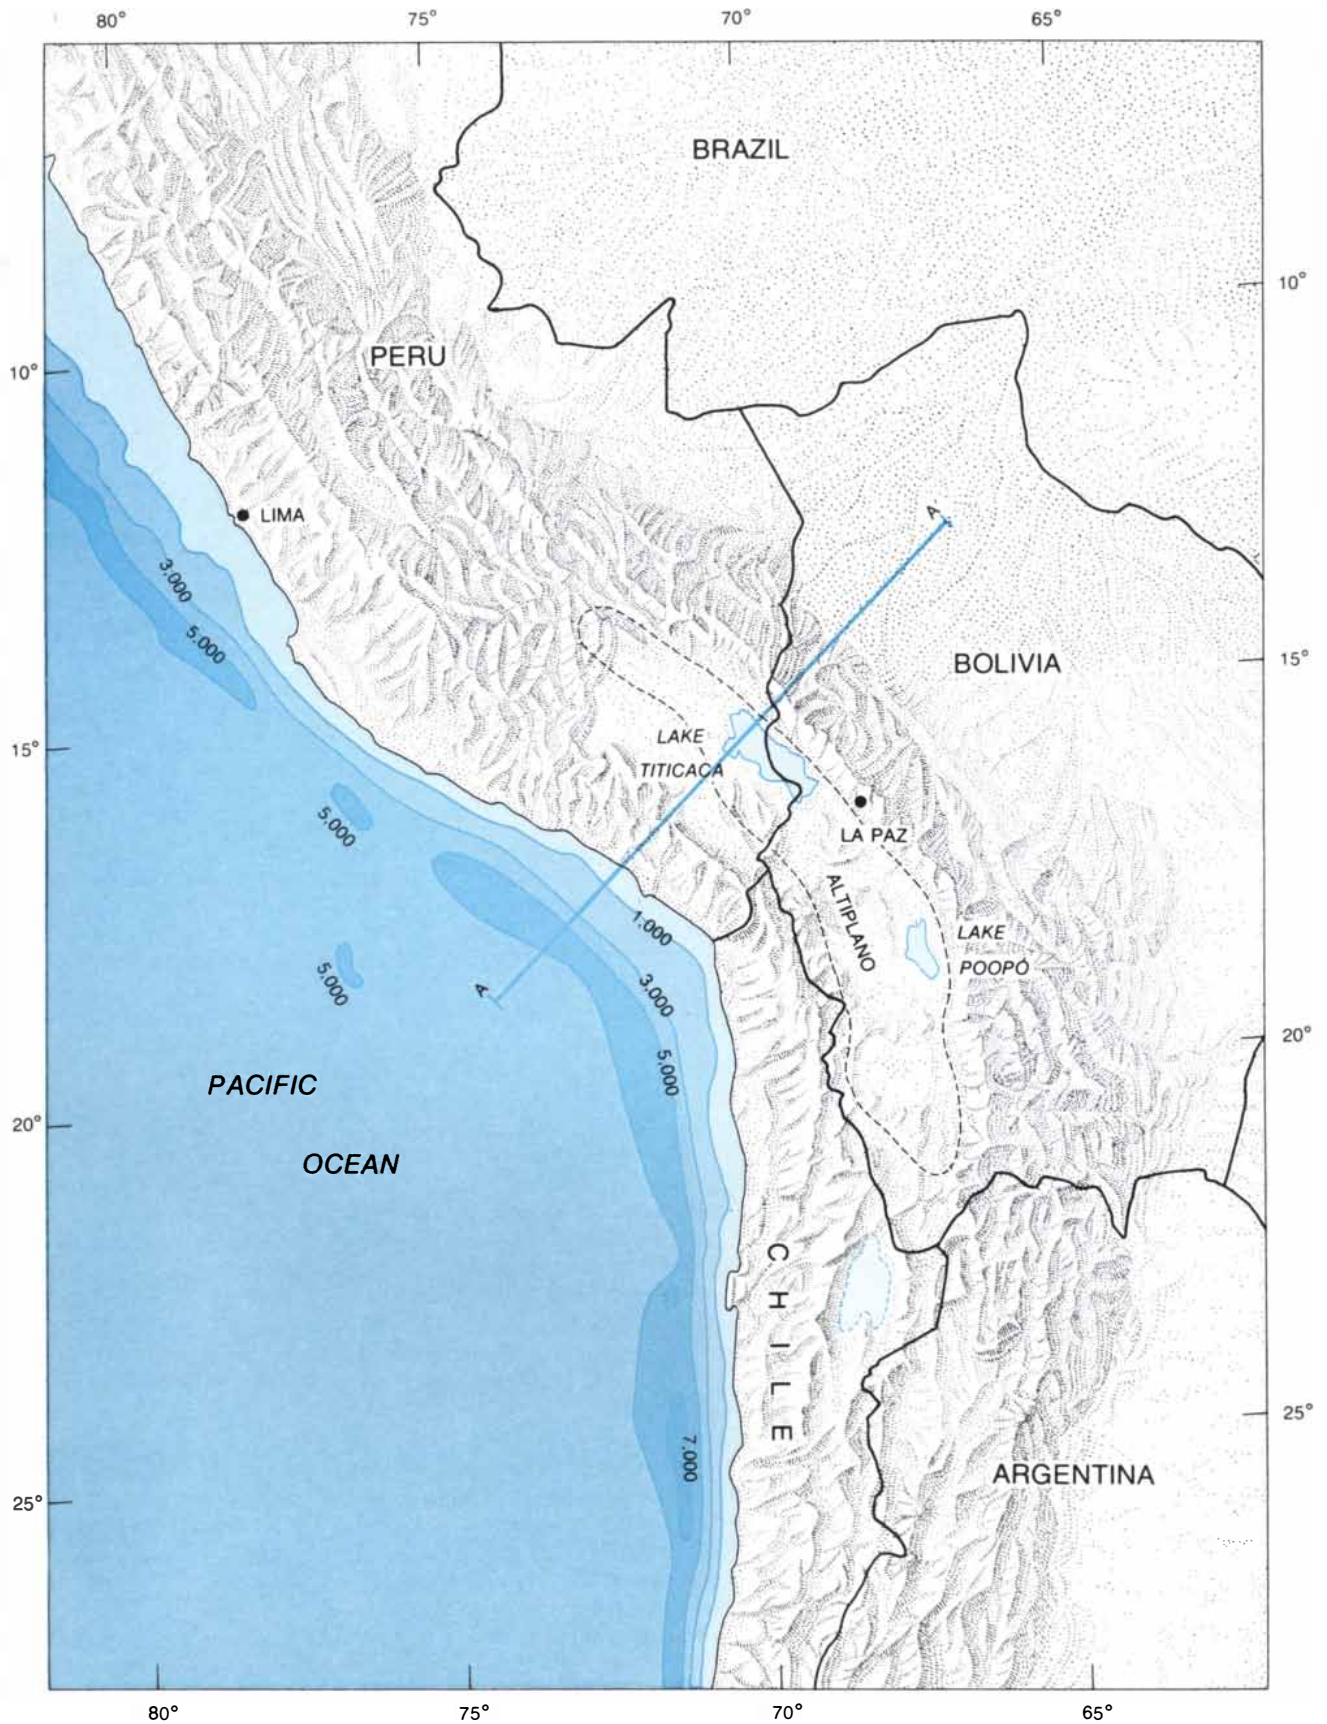 80°
75°
70°
65°
BRAZIL
10°
PERU
10°
LIMA
A
3,000
5,000
BOLIVIA
15°
LAKE
TITICACA
15°
5,000
LA PAZ
ALTIPLANO
1,000
LAKE
POOPÓ
5,000
A
3,000
20°
5,000
PACIFIC
20°
OCEAN
CHILE
25°
7,000
ARGENTINA
25°
80°
75°
70°
65°